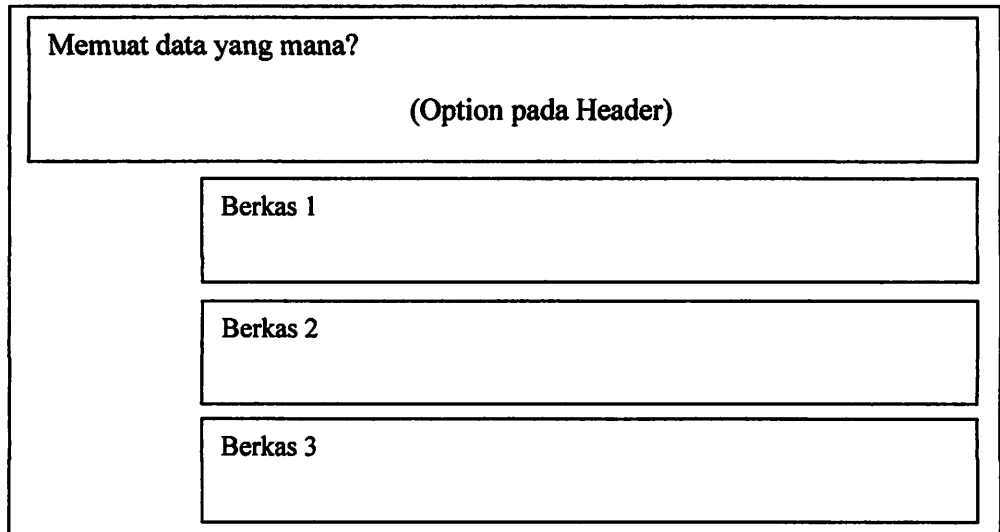 Memuat data yang mana?
(Option pada Header)
Berkas 1
Berkas 2
Berkas 3